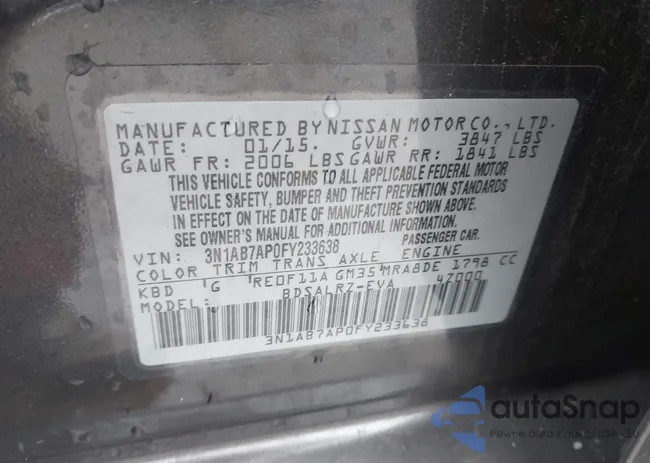 MANUFACTURED BY NISSAN MOTOR CO., LTD.
DATE: 01/15. GVWR: 3847 LBS
GAWR FR: 2006 LBS GAWR RR: 1841 LBS
THIS VEHICLE CONFORMS TO ALL APPLICABLE FEDERAL MOTOR
VEHICLE SAFETY, BUMPER AND THEFT PREVENTION STANDARDS
IN EFFECT ON THE DATE OF MANUFACTURE SHOWN ABOVE.
SEE OWNER'S MANUAL FOR ADDITIONAL INFORMATION.
VIN: 3N1AB7AP0FY233638 PASSENGER CAR.
COLOR TRIM TRANS AXLE ENGINE
KBD G RE0F11A GM35 MRA8DE 1798 CC
MODEL: BDSALRZ-EVA 4Z000
3N1AB7AP0FY233638
autoSnap
Pewne auta z